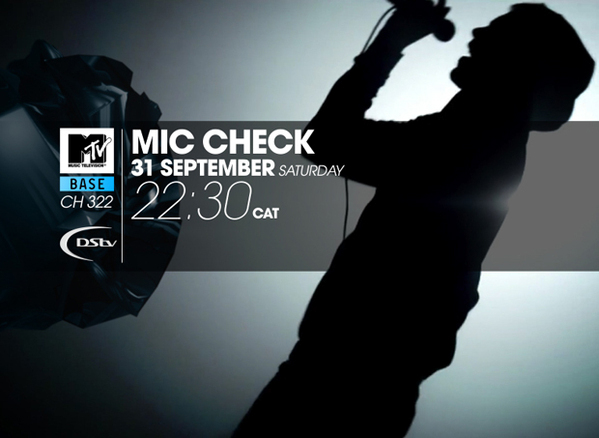 MTV
MUSIC TELEVISION
BASE
CH 322
DStv
MIC CHECK
31 SEPTEMBER SATURDAY
22:30 CAT